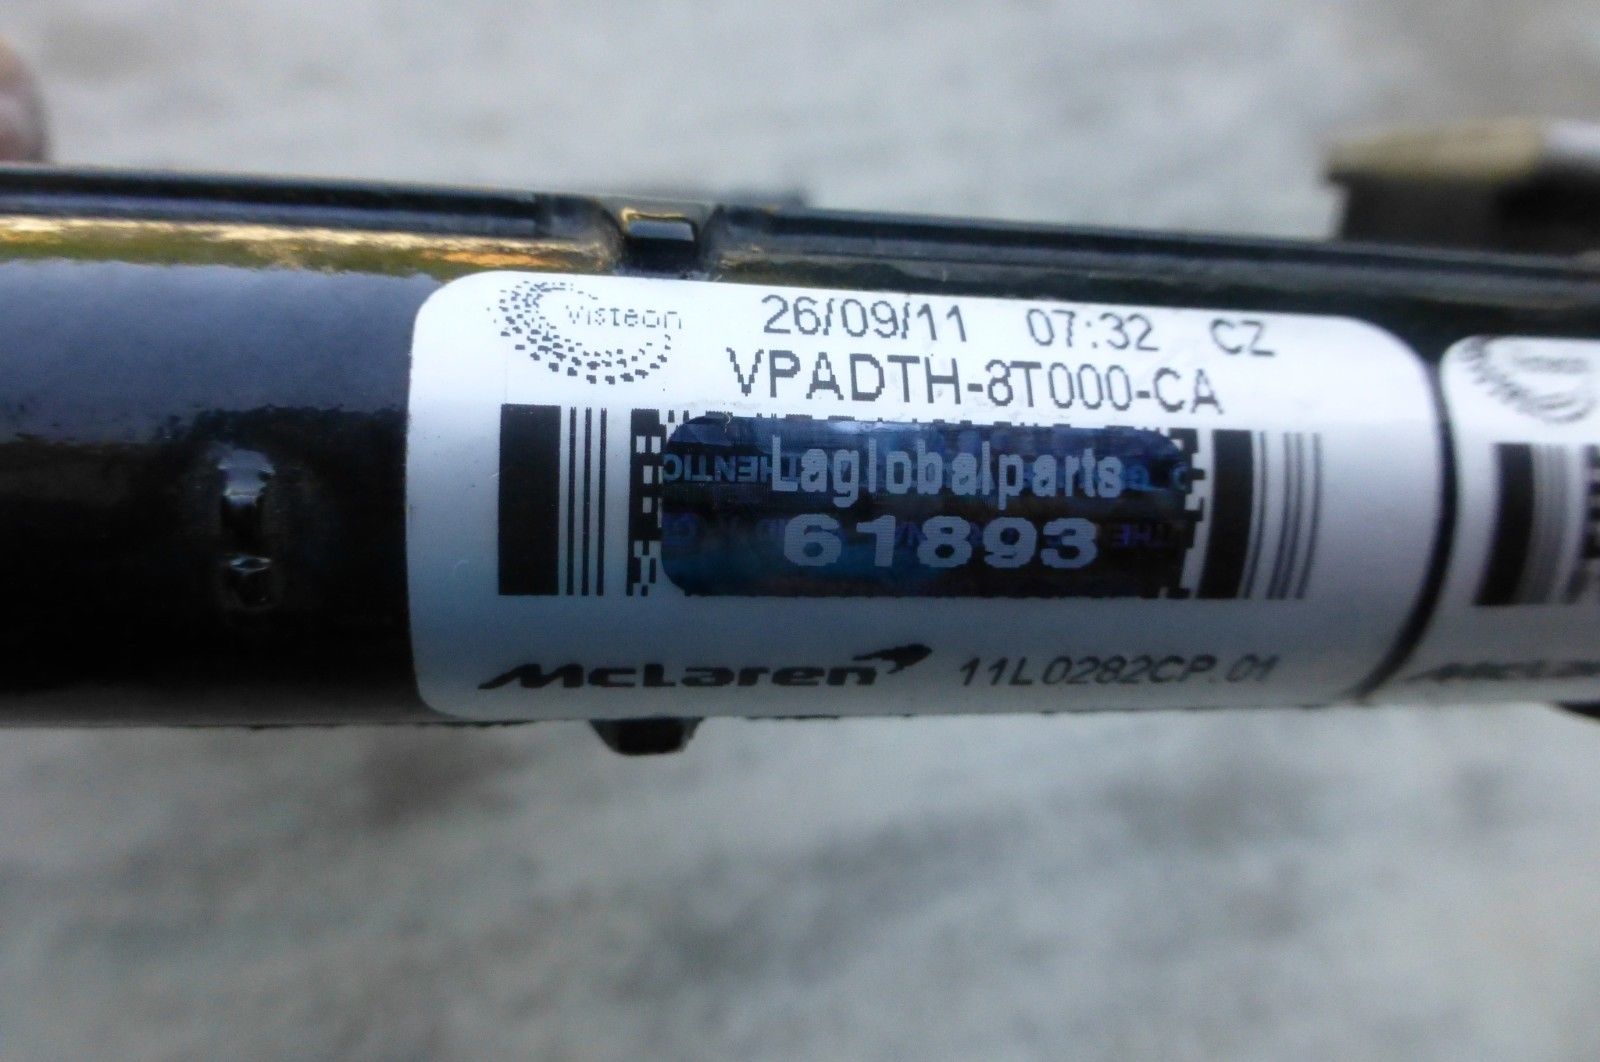 Visteon
26/09/11 07:32 CZ
VPADTH-8T000-CA
Laglobalparts
61893
McLaren 11L0282CP.01